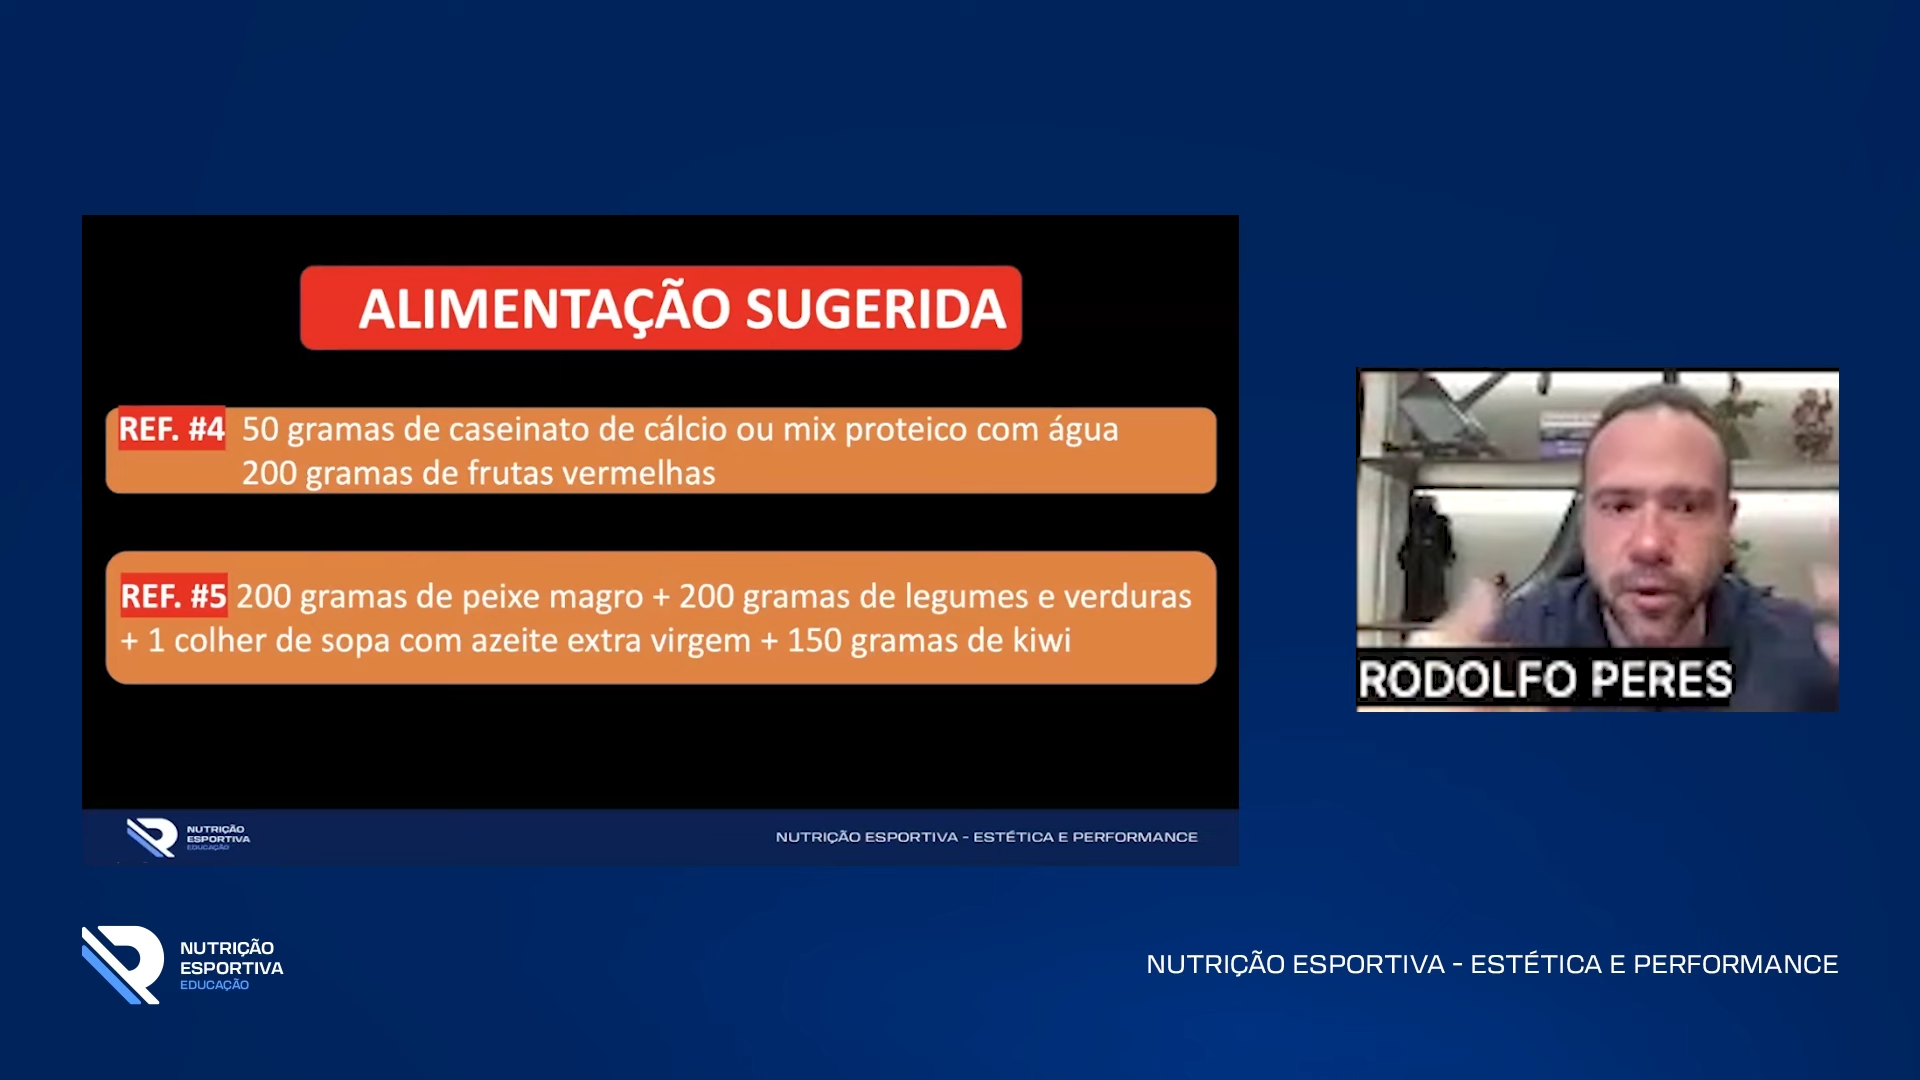 ALIMENTAÇÃO SUGERIDA
REF. #4 50 gramas de caseinato de cálcio ou mix proteico com água
200 gramas de frutas vermelhas
REF. #5 200 gramas de peixe magro + 200 gramas de legumes e verduras
+ 1 colher de sopa com azeite extra virgem + 150 gramas de kiwi
NUTRIÇÃO
ESPORTIVA
EDUCAÇÃO
NUTRIÇÃO ESPORTIVA - ESTÉTICA E PERFORMANCE
RODOLFO PERES
NUTRIÇÃO
ESPORTIVA
EDUCAÇÃO
NUTRIÇÃO ESPORTIVA - ESTÉTICA E PERFORMANCE